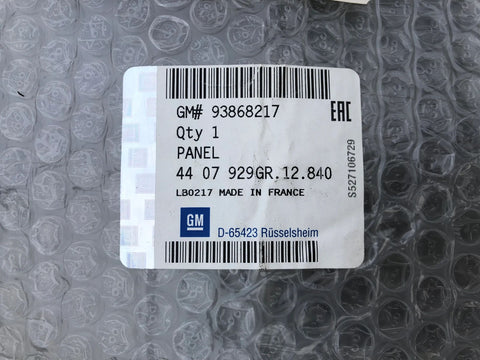 GM# 93868217
EAC
Qty 1
PANEL
44 07 929GR.12.840
LB0217 MADE IN FRANCE
GM
D-65423 Rüsselsheim
S527106729